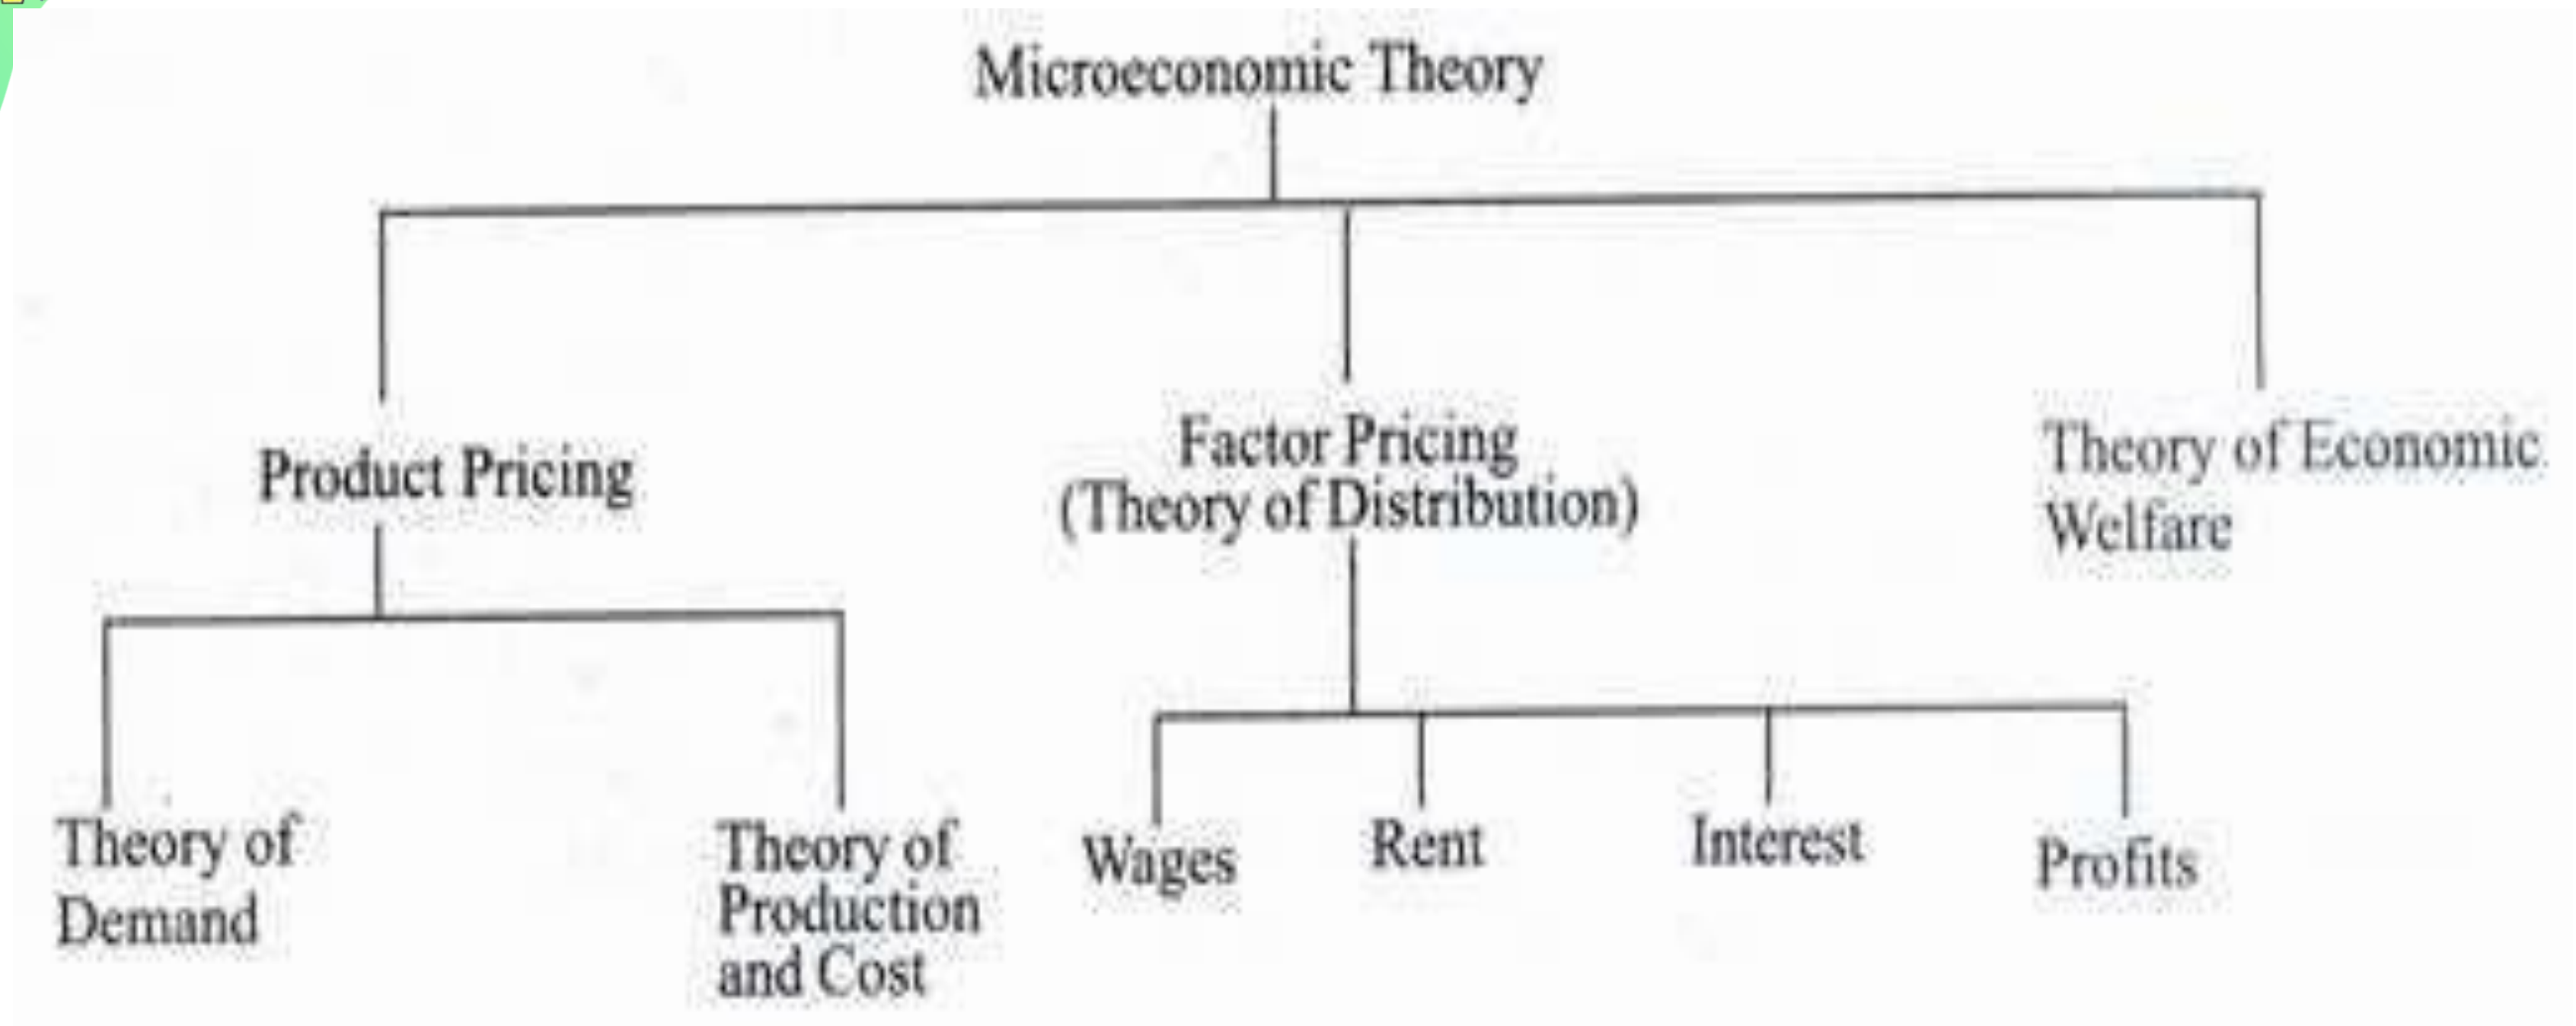 Microeconomic Theory
Product Pricing
Factor Pricing
(Theory of Distribution)
Theory of Economic
Welfare
Theory of
Demand
Theory of
Production
and Cost
Wages
Rent
Interest
Profits